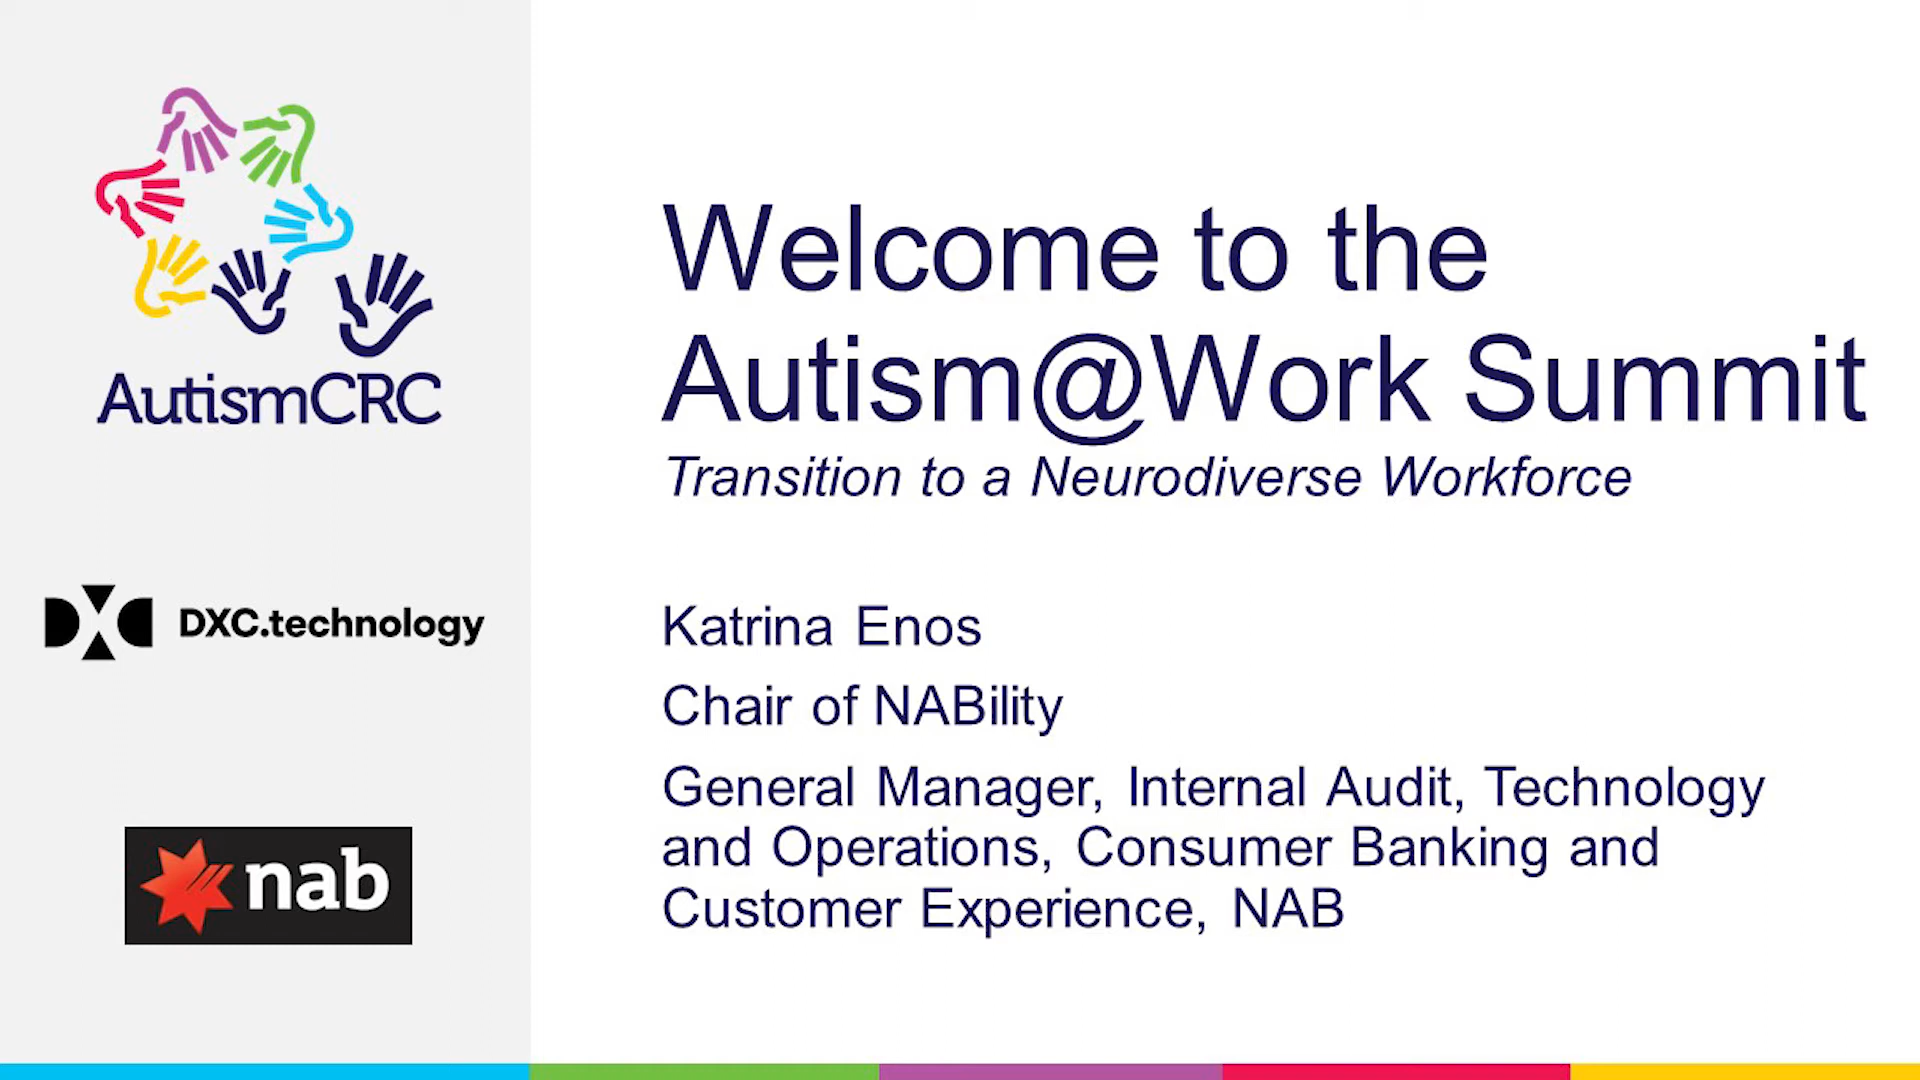 AutismCRC
DXC.technology
nab
Welcome to the
Autism@Work Summit
Transition to a Neurodiverse Workforce
Katrina Enos
Chair of NABility
General Manager, Internal Audit, Technology
and Operations, Consumer Banking and
Customer Experience, NAB